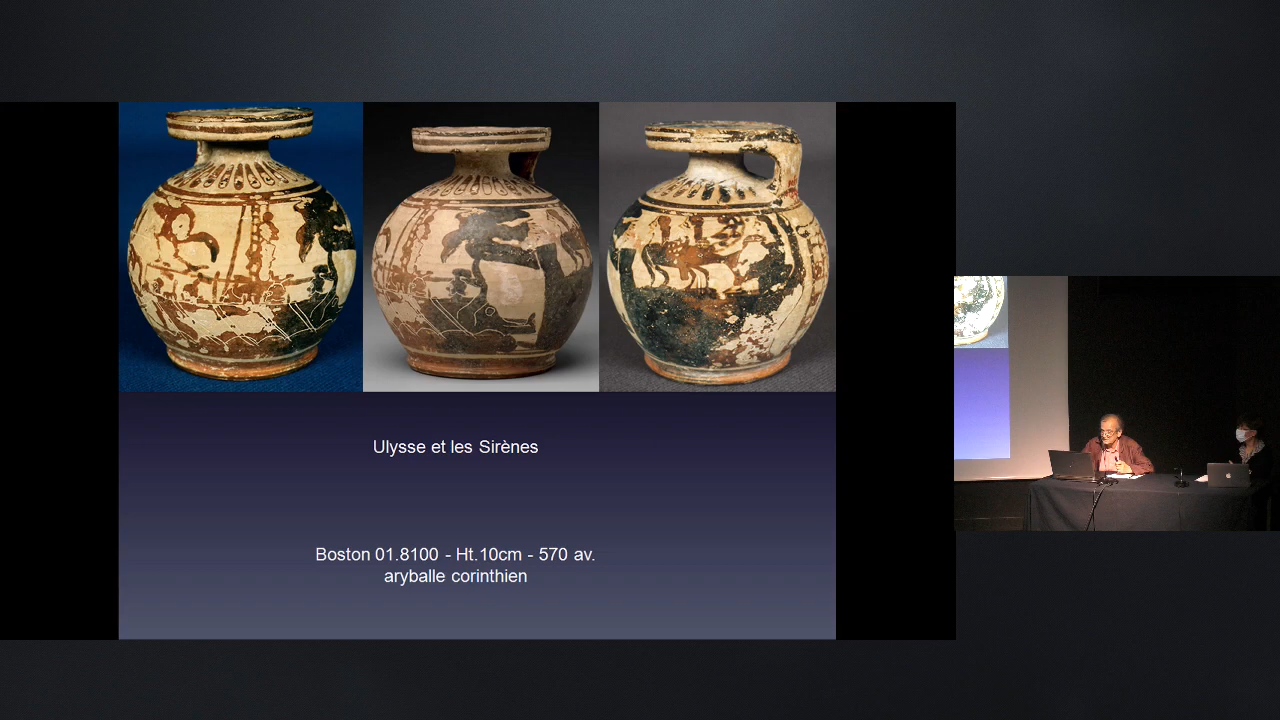 Ulysse et les Sirènes
Boston 01.8100 - Ht.10cm - 570 av.
aryballe corinthien